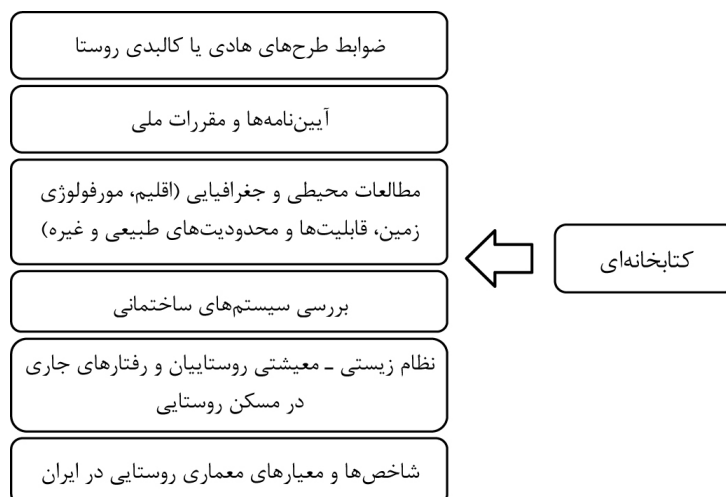 ضوابط طرح‌های هادی یا کالبدی روستا
آیین‌نامه‌ها و مقررات ملی
مطالعات محیطی و جغرافیایی (اقلیم، مورفولوژی
زمین، قابلیت‌ها و محدودیت‌های طبیعی و غیره)
بررسی سیستم‌های ساختمانی
نظام زیستی ـ معیشتی روستاییان و رفتارهای جاری
در مسکن روستایی
شاخص‌ها و معیارهای معماری روستایی در ایران
کتابخانه‌ای